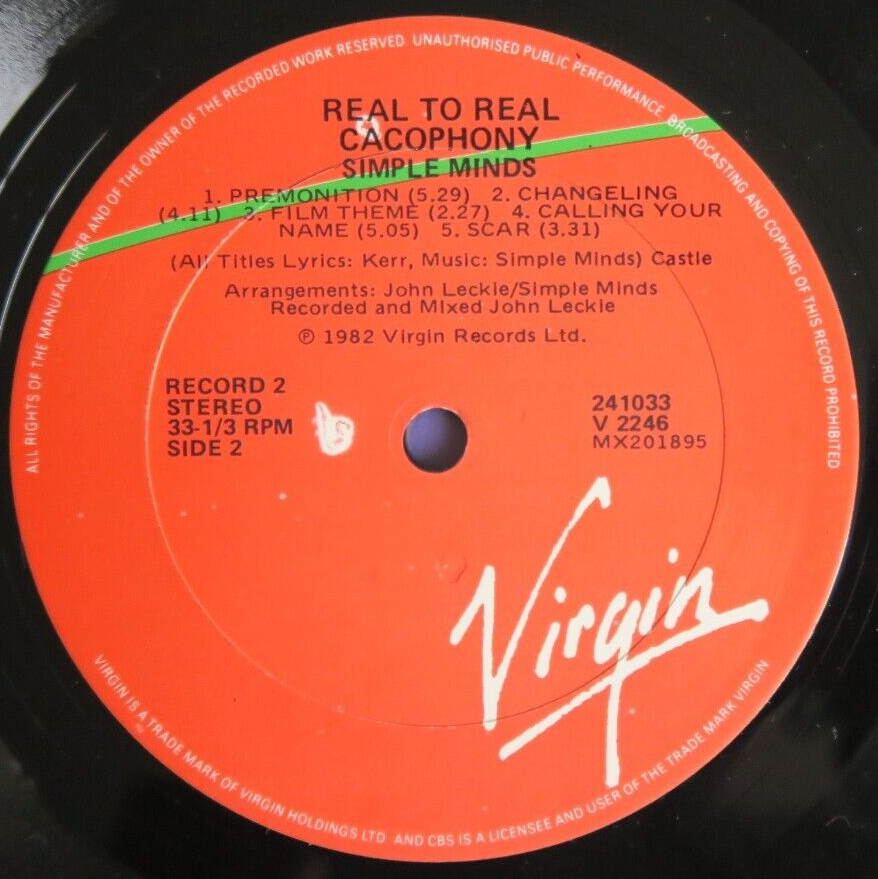 ALL RIGHTS OF THE MANUFACTURER AND OF THE OWNER OF THE RECORDED WORK RESERVED UNAUTHORISED PUBLIC PERFORMANCE BROADCASTING AND COPYING OF THIS RECORD PROHIBITED
REAL TO REAL
CACOPHONY
SIMPLE MINDS
1. PREMONITION (5.29) 2. CHANGELING
(4.11) 3. FILM THEME (2.27) 4. CALLING YOUR
NAME (5.05) 5. SCAR (3.31)
(All Titles Lyrics: Kerr, Music: Simple Minds) Castle
Arrangements: John Leckie/Simple Minds
Recorded and Mixed John Leckie
℗ 1982 Virgin Records Ltd.
RECORD 2
STEREO
33-1/3 RPM
SIDE 2
241033
V 2246
MX201895
Virgin
VIRGIN IS A TRADE MARK OF VIRGIN HOLDINGS LTD AND CBS IS A LICENSEE AND USER OF THE TRADE MARK VIRGIN